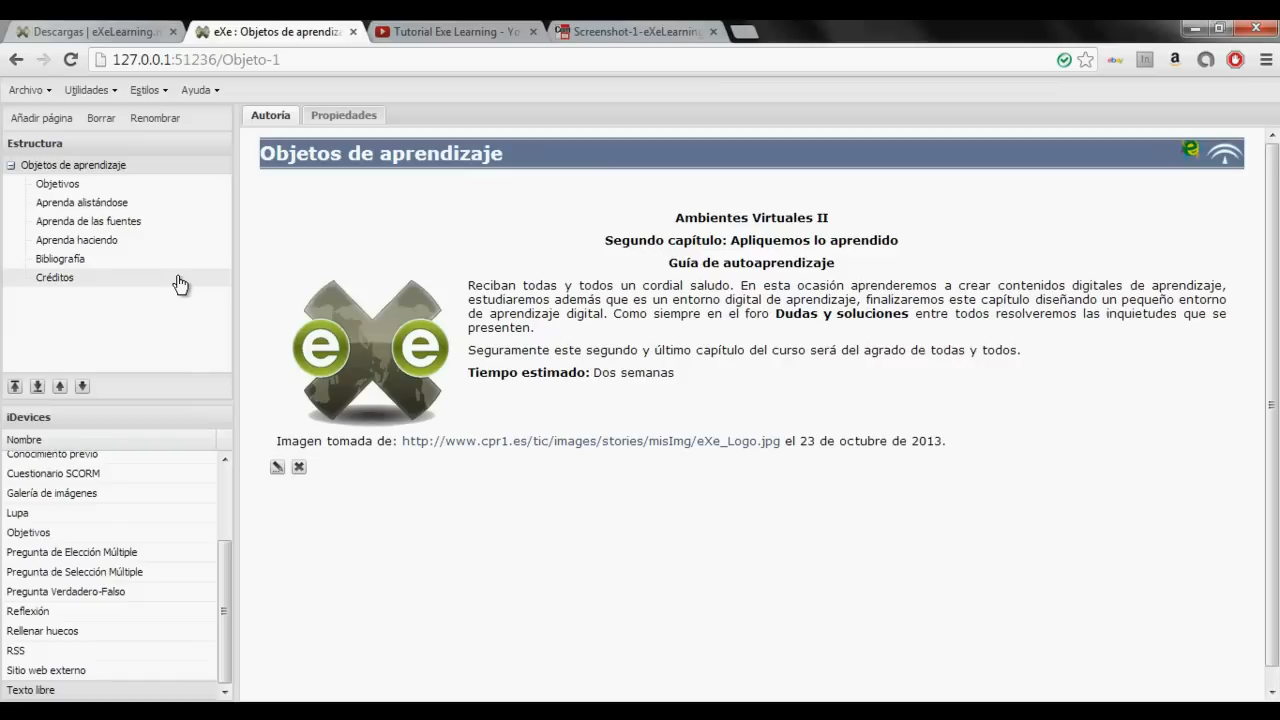 Descargas | eXeLearning.n
eXe : Objetos de aprendiza
Tutorial Exe Learning - Yo
Screenshot-1-eXeLearning
127.0.0.1:51236/Objeto-1
ebay
In
a
Archivo
Utilidades
Estilos
Ayuda
Añadir página
Borrar
Renombrar
Estructura
Objetos de aprendizaje
Objetivos
Aprenda alistándose
Aprenda de las fuentes
Aprenda haciendo
Bibliografía
Créditos
iDevices
Nombre
Conocimiento previo
Cuestionario SCORM
Galería de imágenes
Lupa
Objetivos
Pregunta de Elección Múltiple
Pregunta de Selección Múltiple
Pregunta Verdadero-Falso
Reflexión
Rellenar huecos
RSS
Sitio web externo
Texto libre
Autoría
Propiedades
Objetos de aprendizaje
Ambientes Virtuales II
Segundo capítulo: Apliquemos lo aprendido
Guía de autoaprendizaje
e e
Reciban todas y todos un cordial saludo. En esta ocasión aprenderemos a crear contenidos digitales de aprendizaje,
estudiaremos además que es un entorno digital de aprendizaje, finalizaremos este capítulo diseñando un pequeño entorno
de aprendizaje digital. Como siempre en el foro Dudas y soluciones entre todos resolveremos las inquietudes que se
presenten.
Seguramente este segundo y último capítulo del curso será del agrado de todas y todos.
Tiempo estimado: Dos semanas
Imagen tomada de: http://www.cpr1.es/tic/images/stories/misImg/eXe_Logo.jpg el 23 de octubre de 2013.